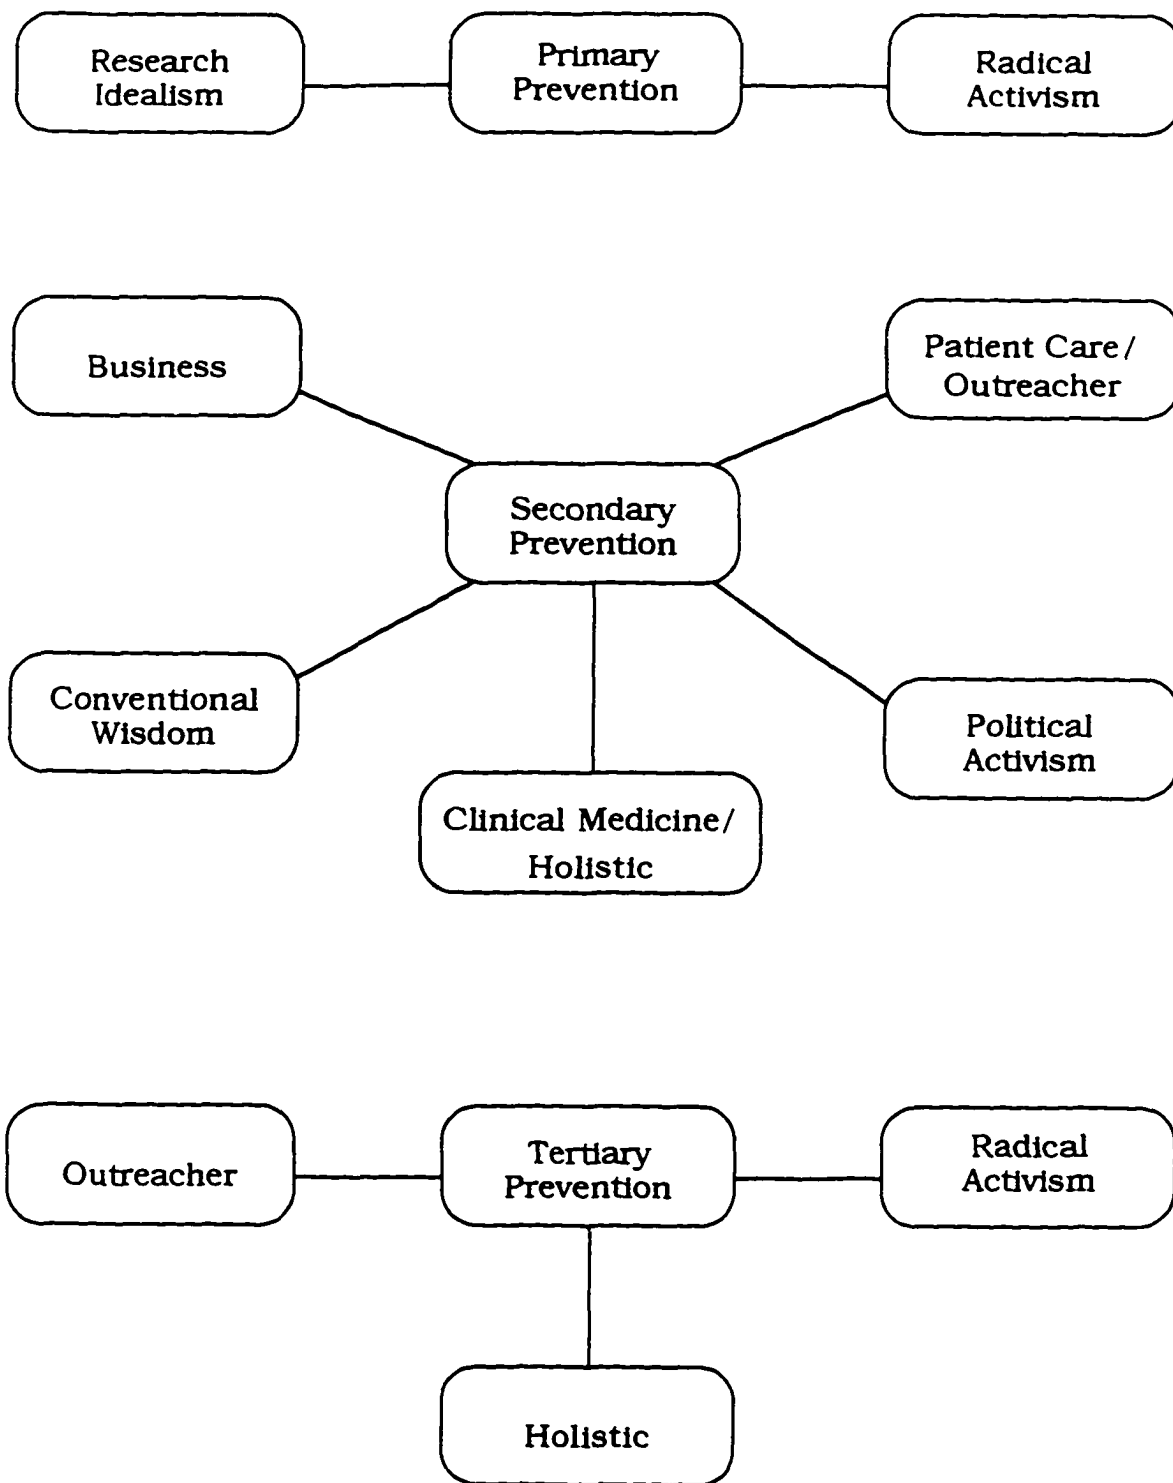 Research
Idealism
Primary
Prevention
Radical
Activism
Business
Patient Care/
Outreacher
Secondary
Prevention
Conventional
Wisdom
Political
Activism
Clinical Medicine/
Holistic
Outreacher
Tertiary
Prevention
Radical
Activism
Holistic